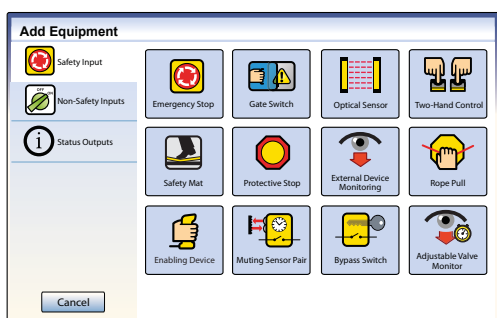 Add Equipment
Safety Input
OFF
ON
Non-Safety Inputs
i
Status Outputs
Emergency Stop
Gate Switch
Optical Sensor
Two-Hand Control
Safety Mat
Protective Stop
External Device
Monitoring
Rope Pull
Enabling Device
Muting Sensor Pair
Bypass Switch
Adjustable Valve
Monitor
Cancel